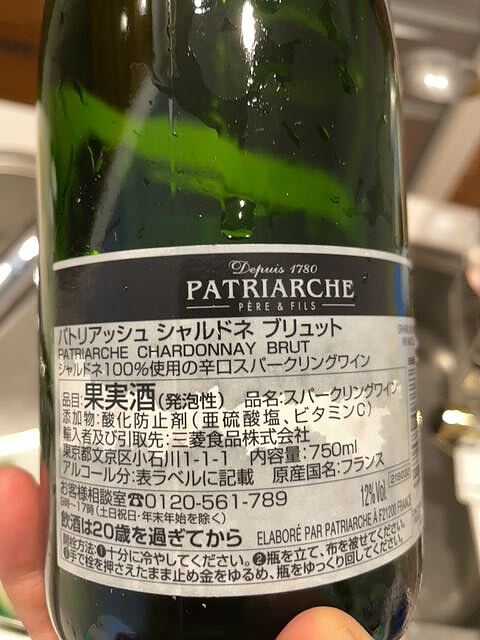 Depuis 1780
PATRIARCHE
PÈRE & FILS
パトリアッシュ シャルドネ ブリュット
PATRIARCHE CHARDONNAY BRUT
シャルドネ100%使用の辛口スパークリングワイン
品目:果実酒(発泡性) 品名:スパークリングワイン
添加物:酸化防止剤(亜硫酸塩、ビタミンC)
輸入者及び引取先:三菱食品株式会社
東京都文京区小石川1-1-1 内容量:750ml
アルコール分:表ラベルに記載 原産国名:フランス
お客様相談室☎0120-561-789
9時〜17時(土日祝日・年末年始を除く) 12%Vol.
飲酒は20歳を過ぎてから ELABORÉ PAR PATRIARCHE À F21200 FRANCE
開栓方法:❶十分に冷やしてください。❷瓶を立て、布を被せてください。
❸手で栓を押さえたまま止め金をゆるめ、瓶をゆっくり回してください。